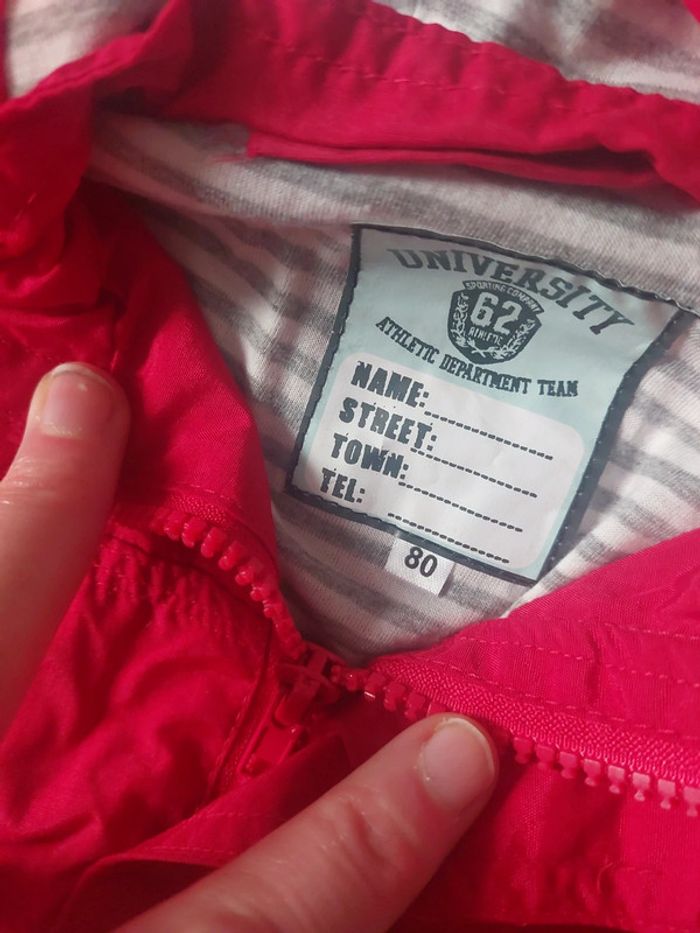 UNIVERSITY
SPORTING COMPANY
62
ATHLETIC
ATHLETIC DEPARTMENT TEAM
NAME:
STREET:
TOWN:
TEL:
80